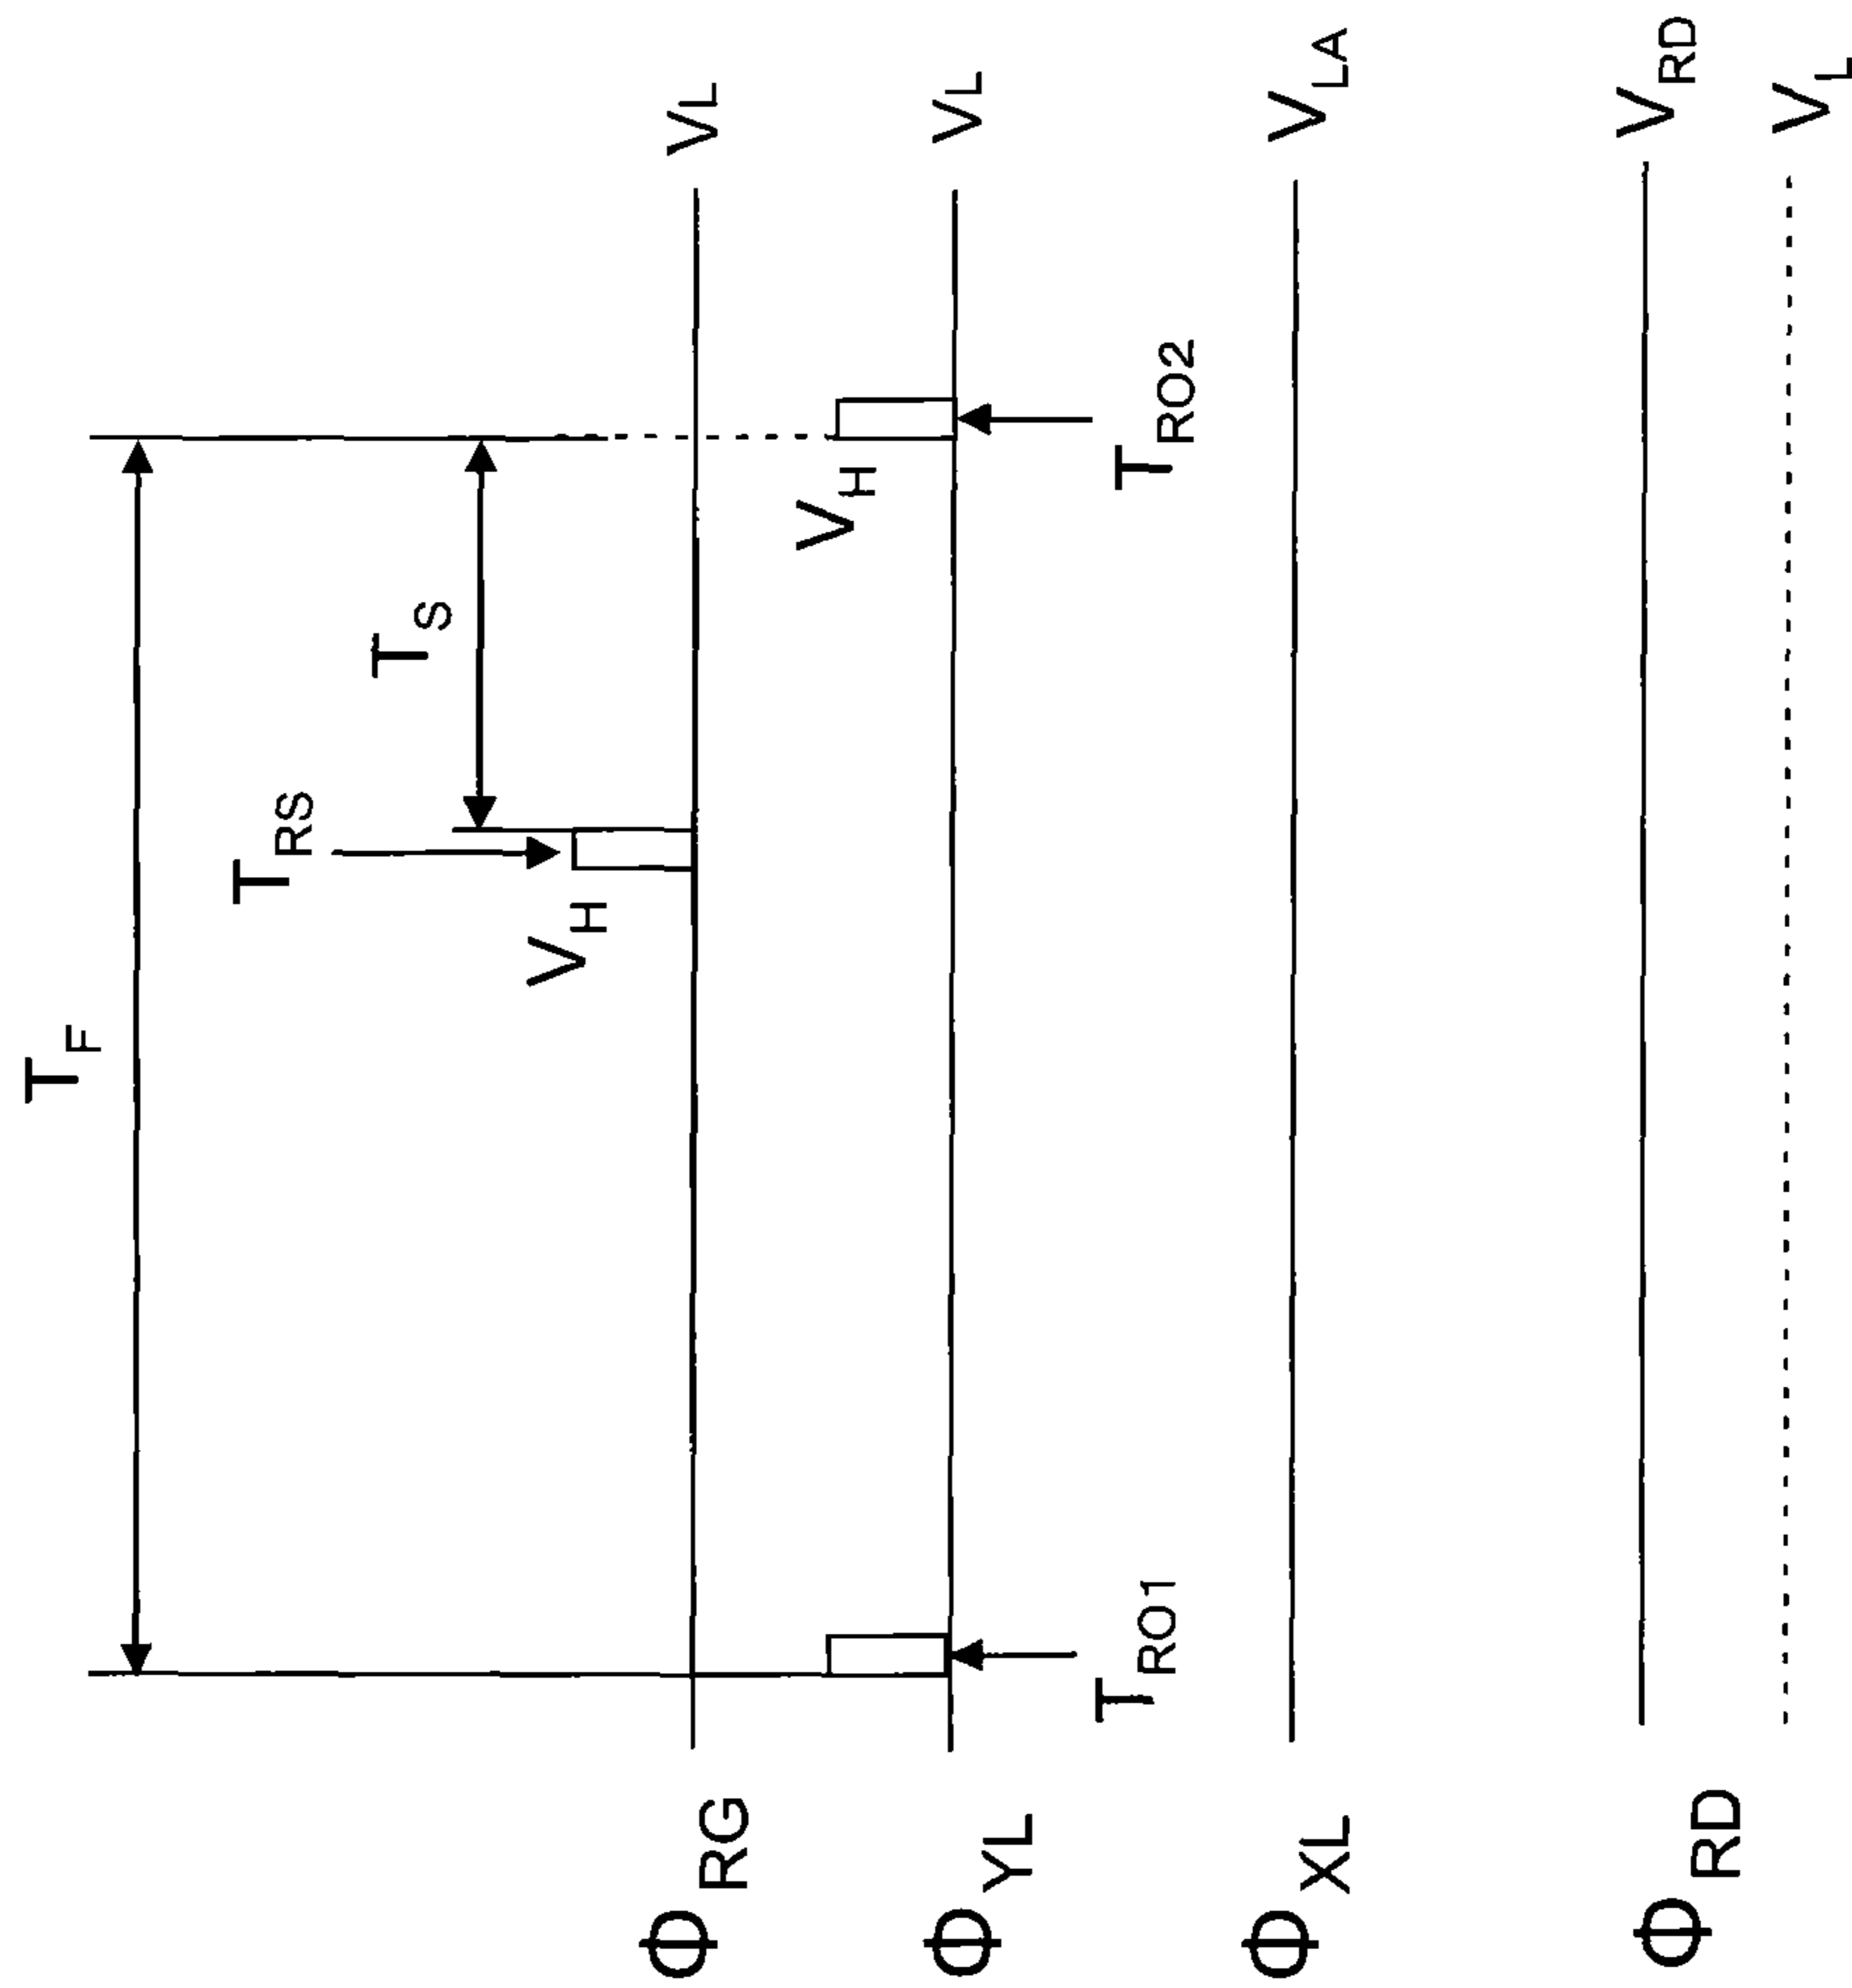 T_F
T_RS
T_S
V_H
Φ_RG
V_L
V_H
Φ_YL
V_L
T_RO1
T_RO2
Φ_XL
V_LA
Φ_RD
V_RD
V_L